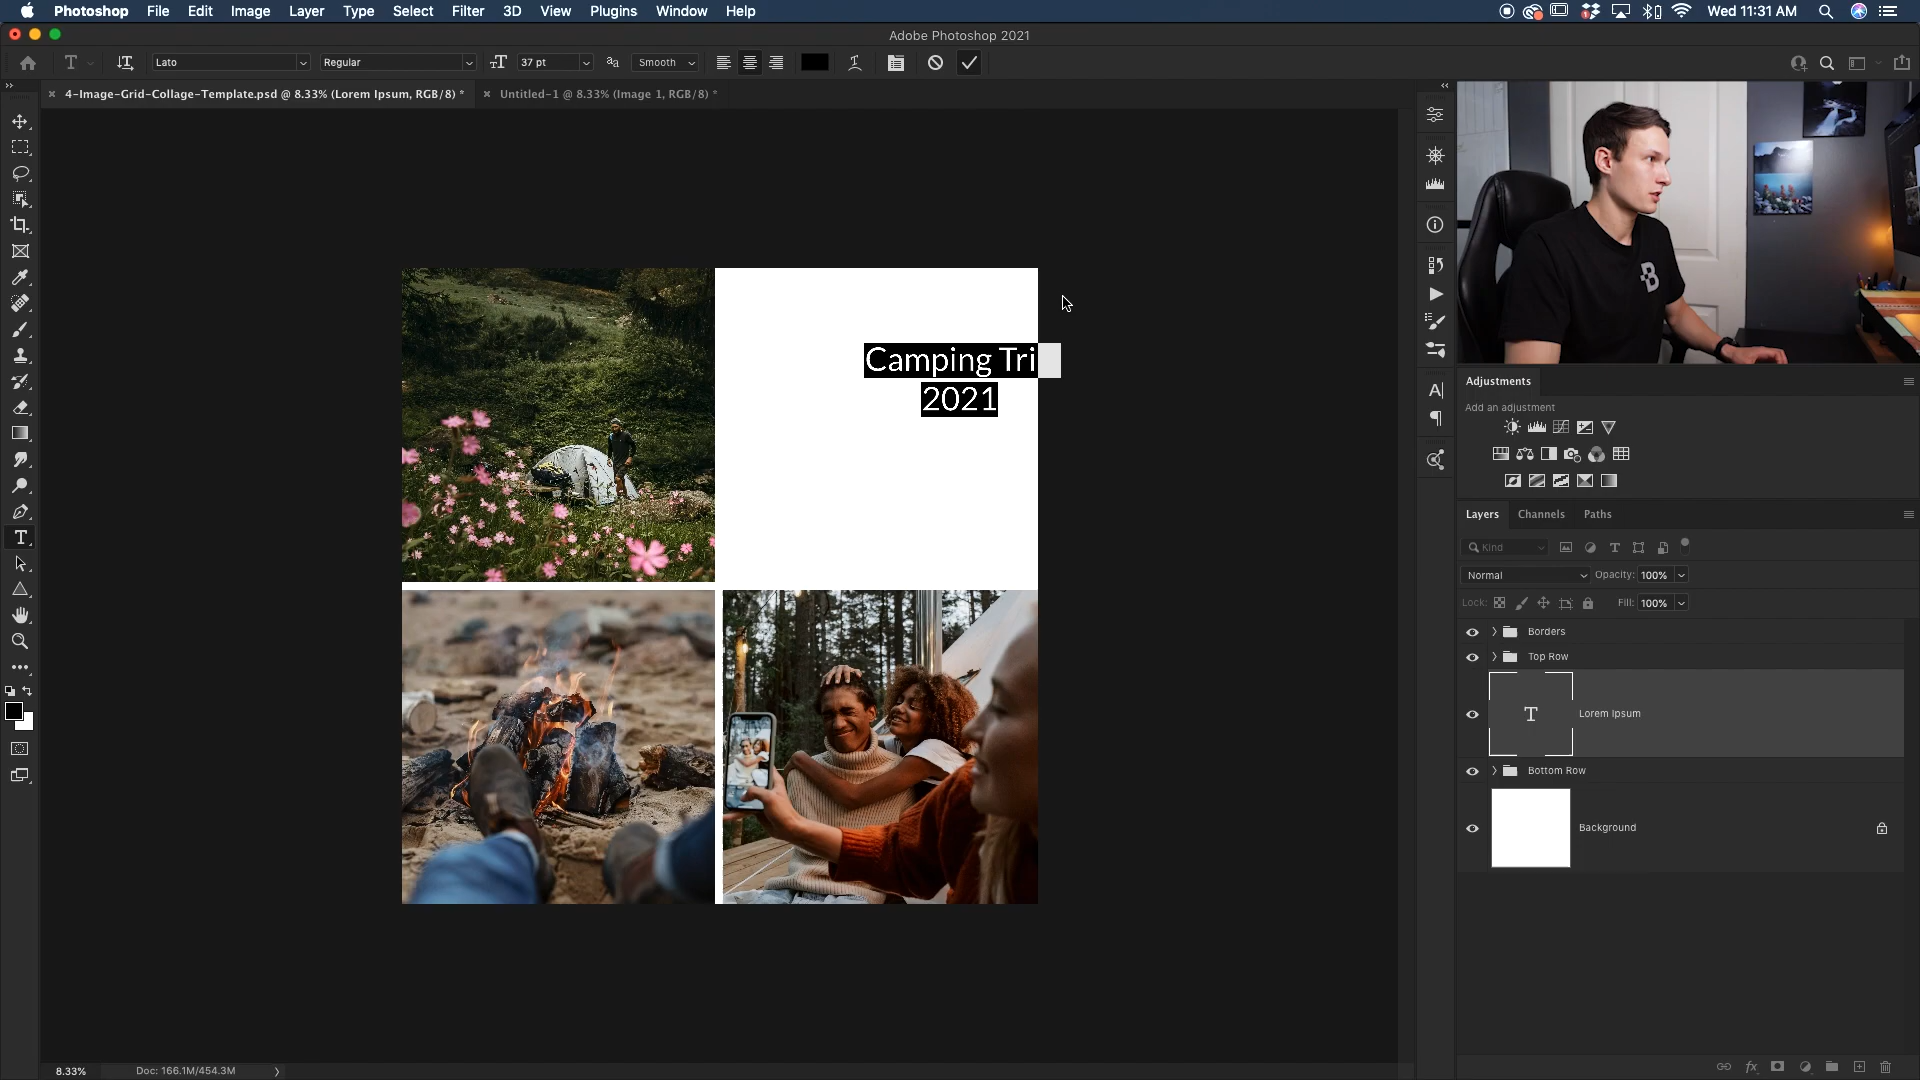 Photoshop File Edit Image Layer Type Select Filter 3D View Plugins Window Help
Wed 11:31 AM
Adobe Photoshop 2021
Lato
Regular
37 pt
Smooth
4-Image-Grid-Collage-Template.psd @ 8.33% (Lorem Ipsum, RGB/8) *
Untitled-1 @ 8.33% (Image 1, RGB/8) *
Camping Tri
2021
Adjustments
Add an adjustment
Layers Channels Paths
Kind
Normal
Opacity: 100%
Lock:
Fill: 100%
Borders
Top Row
T
Lorem Ipsum
Bottom Row
Background
8.33%
Doc: 166.1M/454.3M